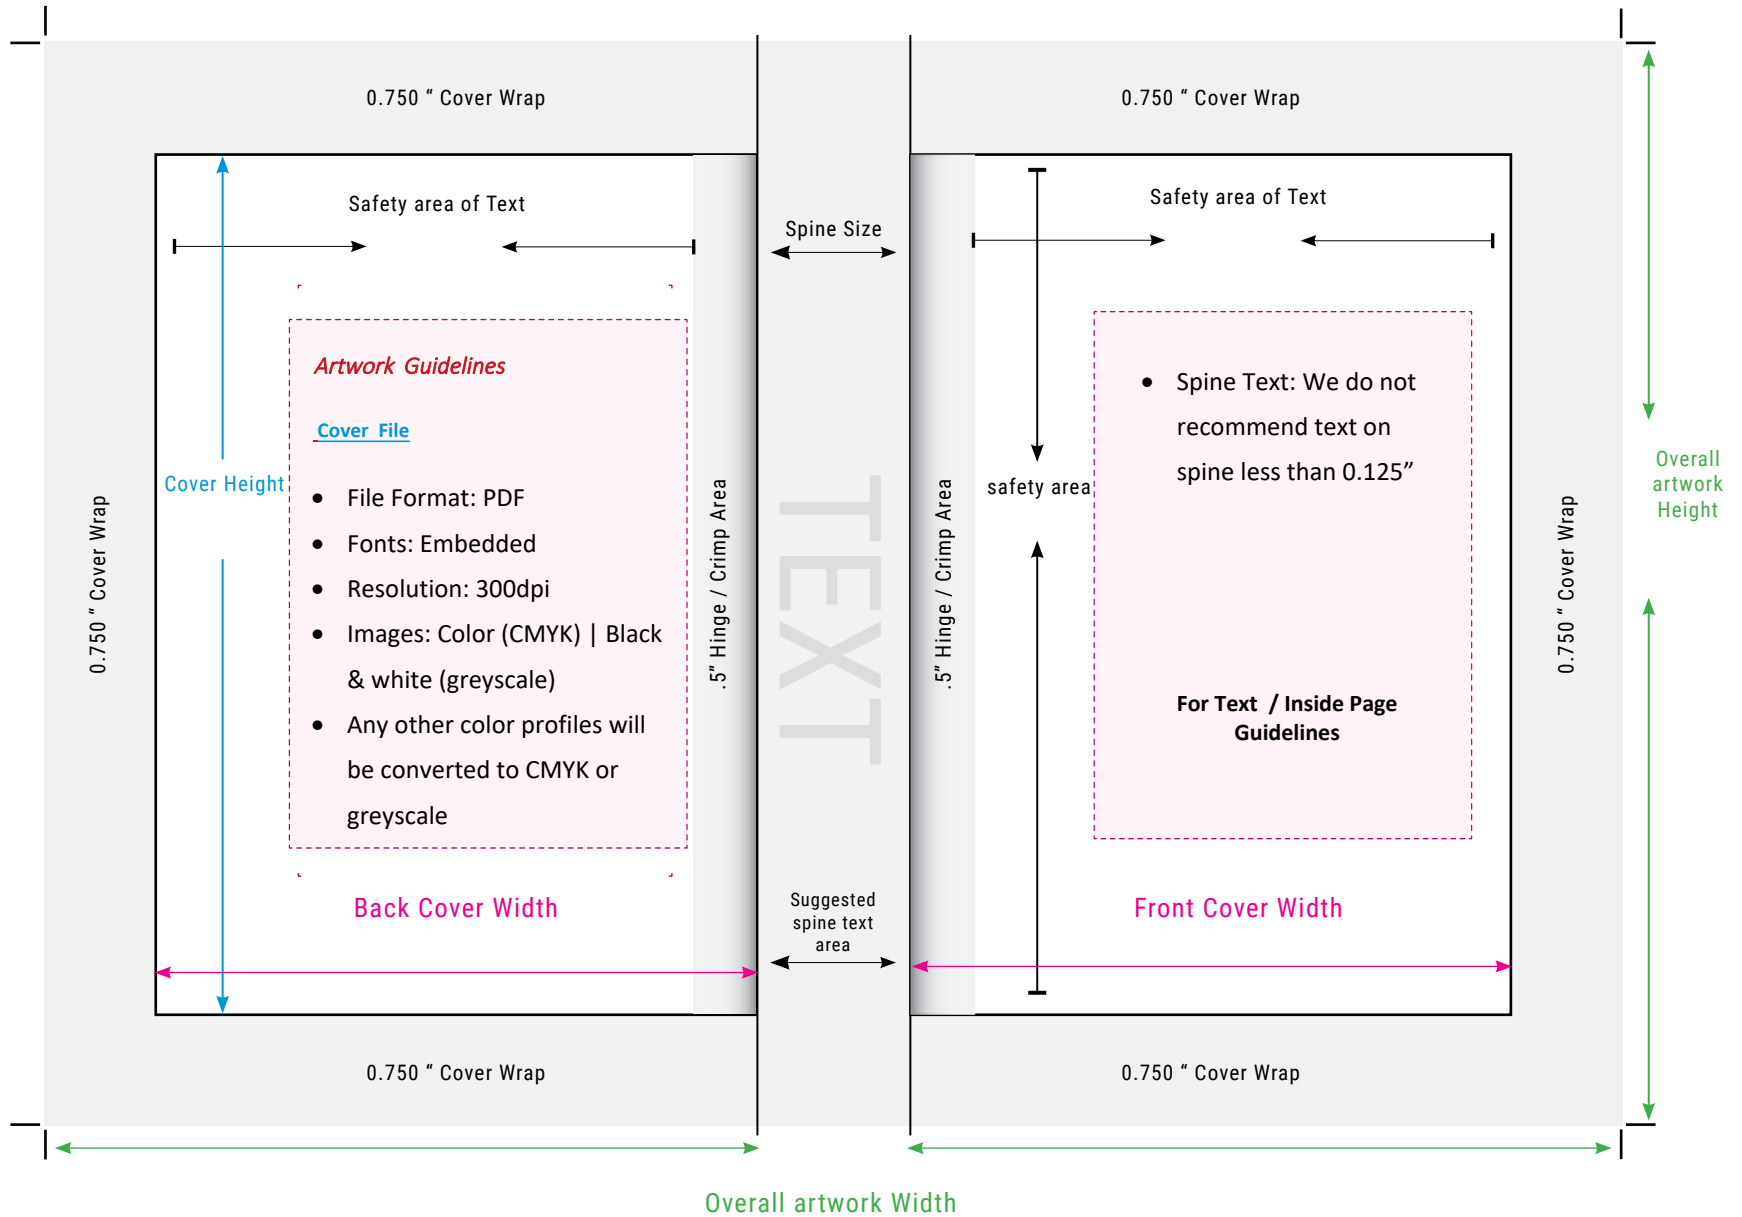 0.750 “ Cover Wrap
0.750 “ Cover Wrap
Safety area of Text
Safety area of Text
Spine Size
Artwork Guidelines
Cover File
Cover Height
• File Format: PDF
• Fonts: Embedded
• Resolution: 300dpi
• Images: Color (CMYK) | Black
& white (greyscale)
• Any other color profiles will
be converted to CMYK or
greyscale
0.750 “ Cover Wrap
.5” Hinge / Crimp Area
TEXT
.5” Hinge / Crimp Area
safety area
• Spine Text: We do not
recommend text on
spine less than 0.125”
For Text / Inside Page
Guidelines
0.750 “ Cover Wrap
Overall
artwork
Height
Back Cover Width
Suggested
spine text
area
Front Cover Width
0.750 “ Cover Wrap
0.750 “ Cover Wrap
Overall artwork Width